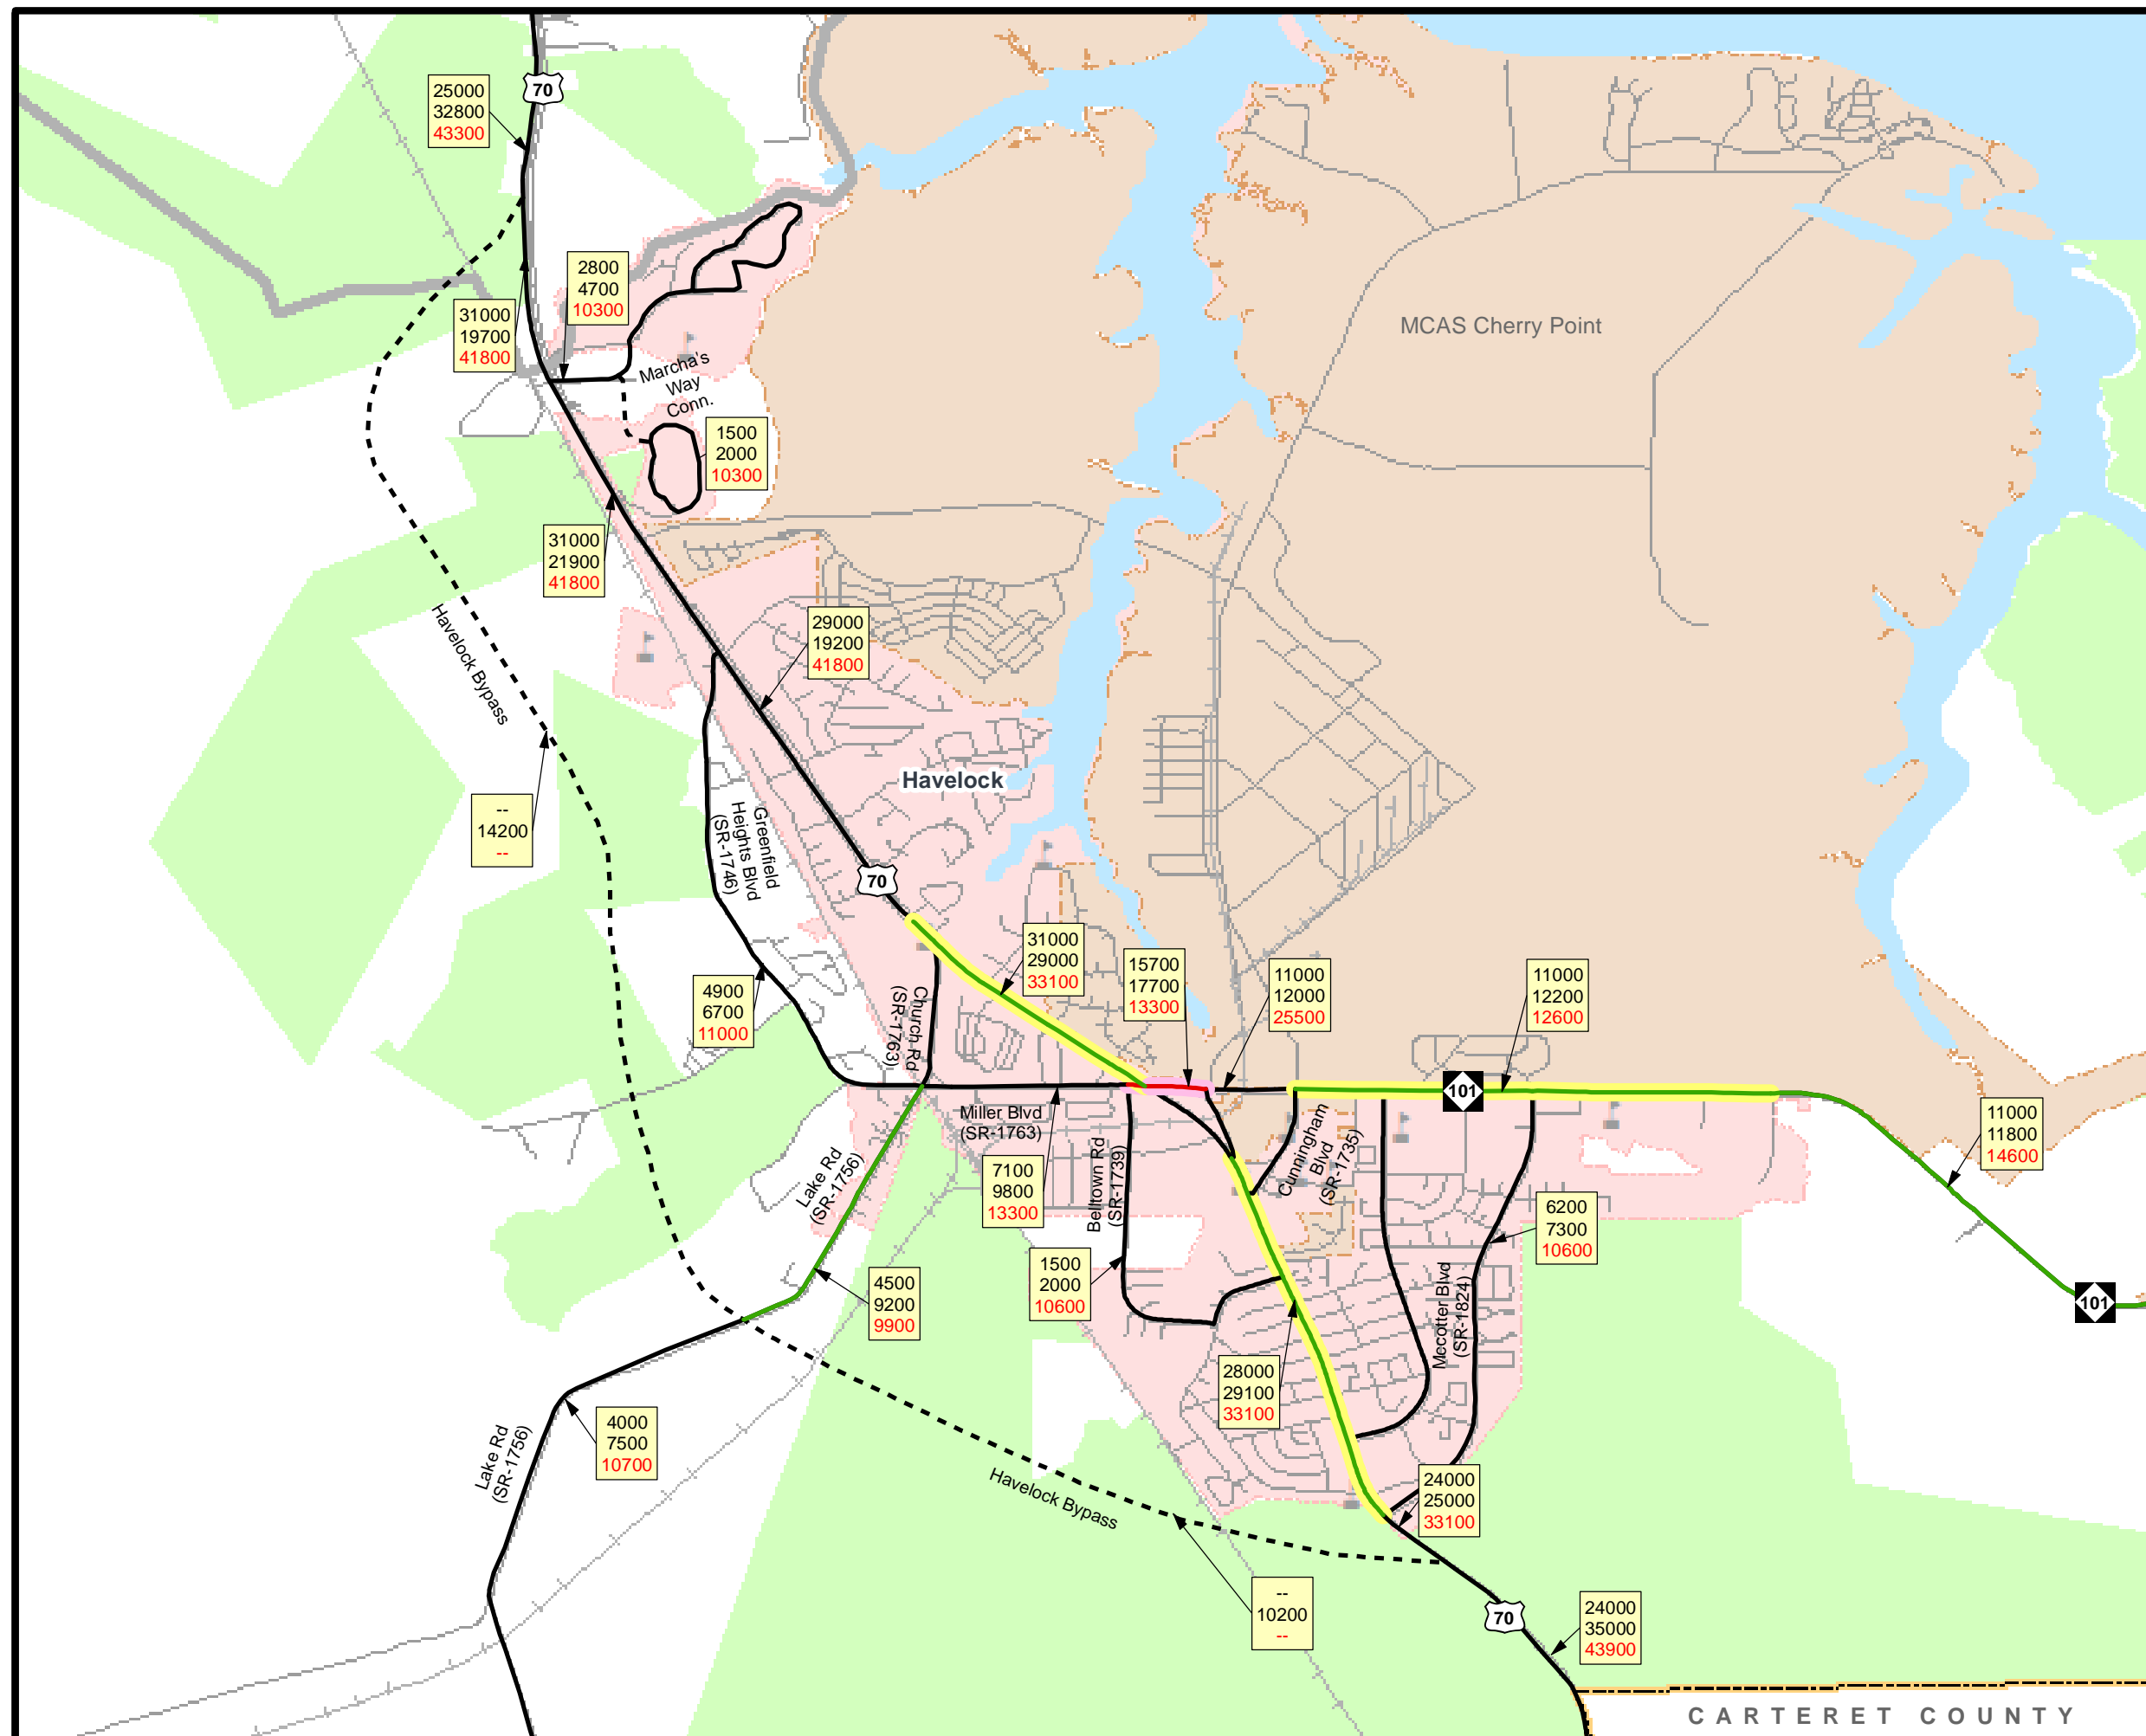 70
25000
32800
43300
2800
4700
10300
31000
19700
41800
MCAS Cherry Point
Marcha's
Way
Conn.
1500
2000
10300
31000
21900
41800
Havelock Bypass
29000
19200
41800
Havelock
--
14200
--
Greenfield
Heights Blvd
(SR-1746)
70
31000
29000
33100
15700
17700
13300
11000
12000
25500
11000
12200
12600
4900
6700
11000
Church Rd
(SR-1763)
101
Miller Blvd
(SR-1763)
11000
11800
14600
Lake Rd
(SR-1756)
7100
9800
13300
Belltown Rd
(SR-1739)
Cunningham
Blvd
(SR-1735)
6200
7300
10600
4500
9200
9900
1500
2000
10600
Mccotter Blvd
(SR-1824)
101
28000
29100
33100
Lake Rd
(SR-1756)
4000
7500
10700
Havelock Bypass
24000
25000
33100
--
10200
--
70
24000
35000
43900
CARTERET COUNTY